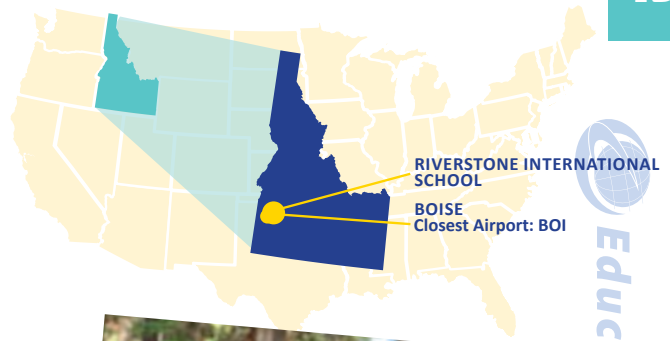 RIVERSTONE INTERNATIONAL
SCHOOL
BOISE
Closest Airport: BOI
Educ